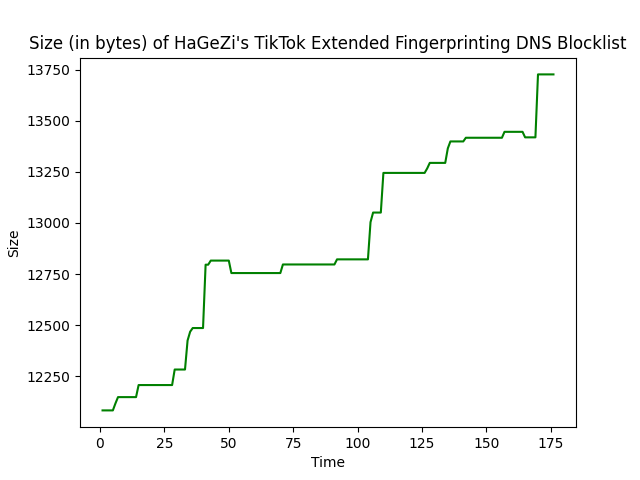 Size (in bytes) of HaGeZi's TikTok Extended Fingerprinting DNS Blocklist
13750
13500
13250
13000
12750
12500
12250
Size
0 25 50 75 100 125 150 175
Time